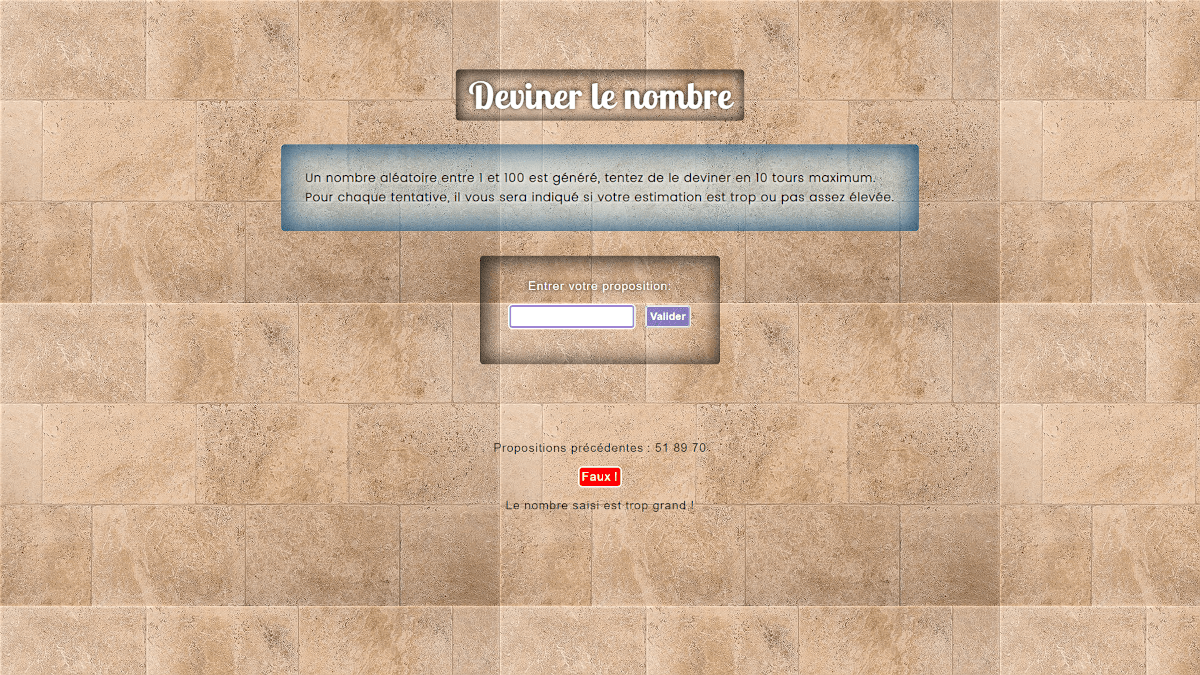 Deviner le nombre
Un nombre aléatoire entre 1 et 100 est généré, tentez de le deviner en 10 tours maximum.
Pour chaque tentative, il vous sera indiqué si votre estimation est trop ou pas assez élevée.
Entrer votre proposition:
Valider
Propositions précédentes : 51 89 70
Faux !
Le nombre saisi est trop grand !